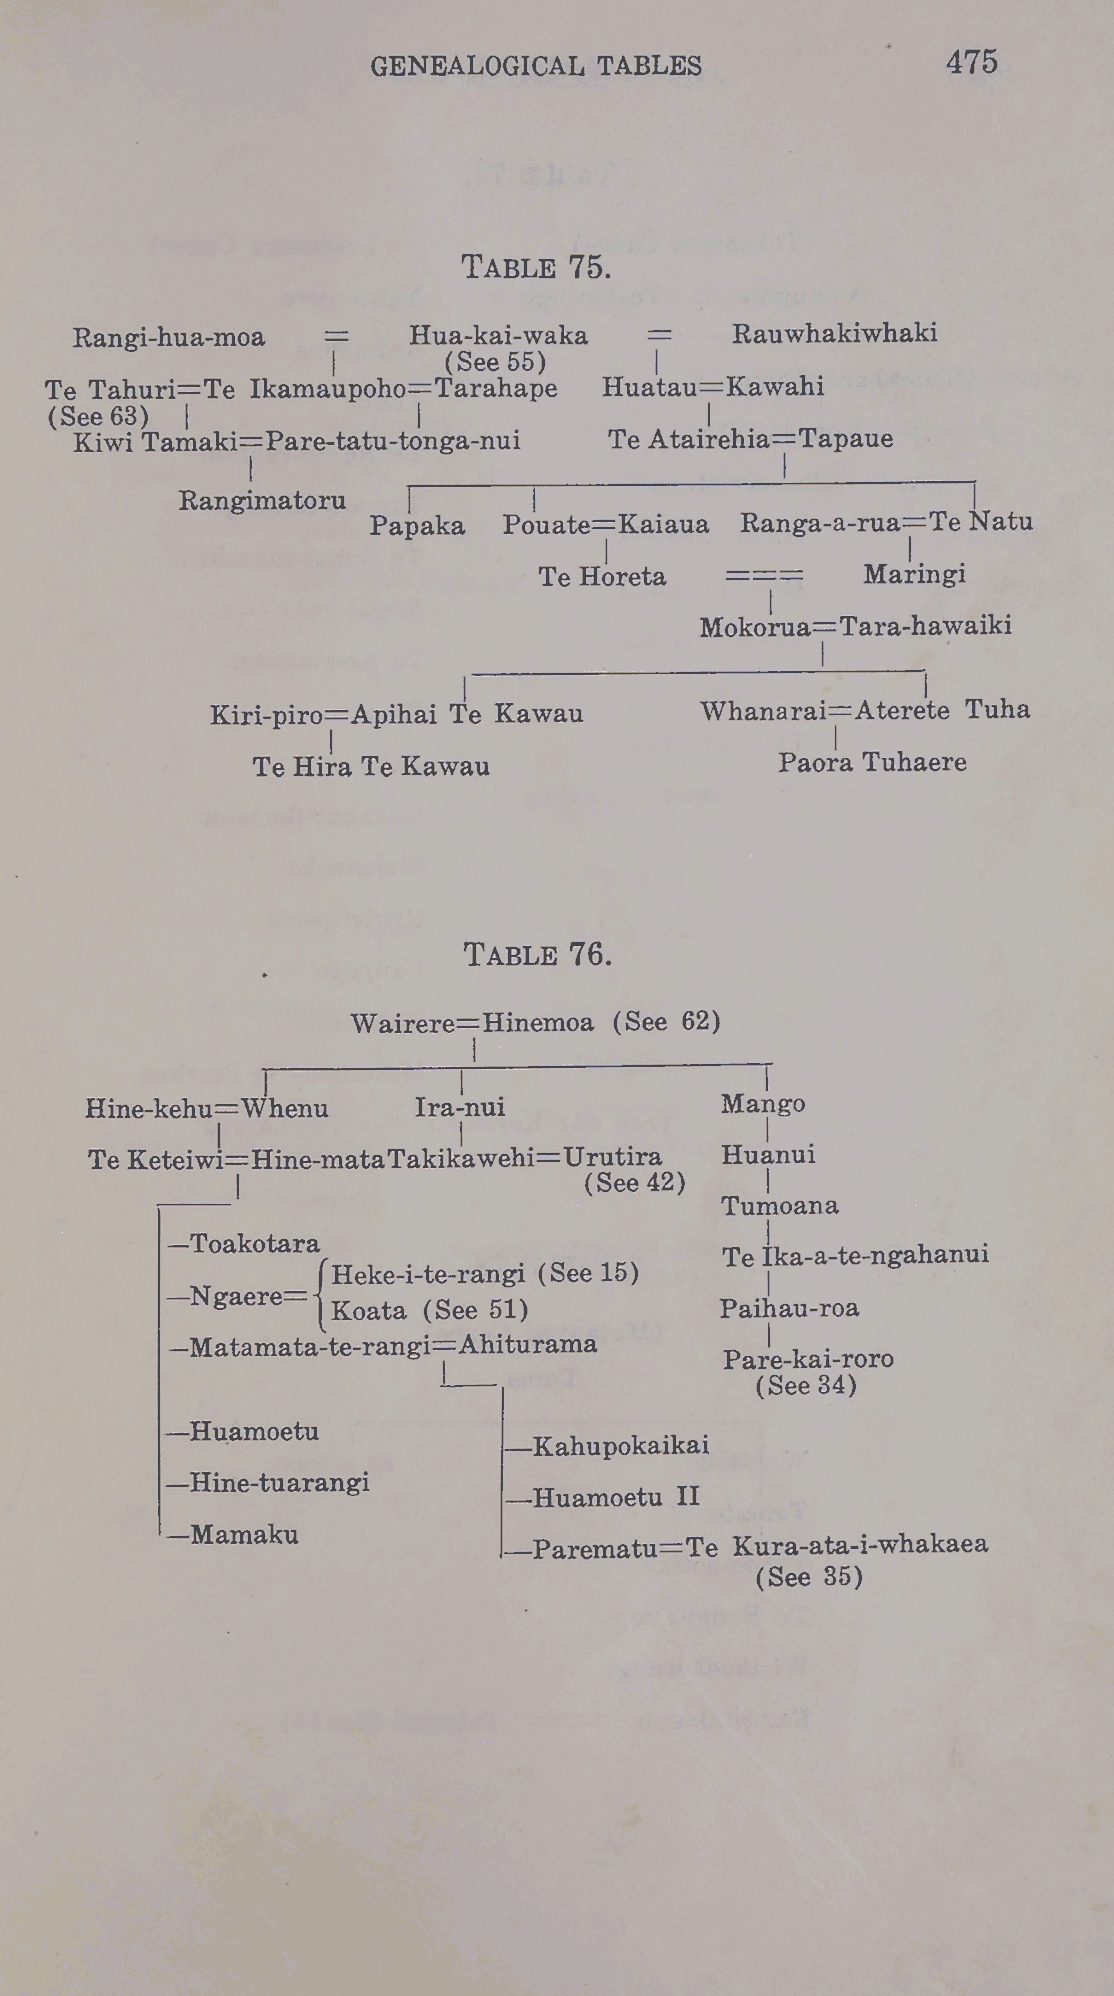 GENEALOGICAL TABLES 475
TABLE 75.
Rangi-hua-moa = Hua-kai-waka = Rauwhakiwhaki
(See 55)
Te Tahuri=Te Ikamaupoho=Tarahape Huatau=Kawahi
(See 63)
Kiwi Tamaki=Pare-tatu-tonga-nui Te Atairehia=Tapaue
Rangimatoru
Papaka Pouate=Kaiaua Ranga-a-rua=Te Natu
Te Horeta === Maringi
Mokorua=Tara-hawaiki
Kiri-piro=Apihai Te Kawau Whanarai=Aterete Tuha
Te Hira Te Kawau Paora Tuhaere
TABLE 76.
Wairere=Hinemoa (See 62)
Hine-kehu=Whenu Ira-nui Mango
Te Keteiwi=Hine-mata Takikawehi=Urutira Huanui
(See 42)
Tumoana
—Toakotara
Te Ika-a-te-ngahanui
Heke-i-te-rangi (See 15)
—Ngaere=
Koata (See 51)
Paihau-roa
—Matamata-te-rangi=Ahiturama
Pare-kai-roro
(See 34)
—Huamoetu
—Kahupokaikai
—Hine-tuarangi
—Huamoetu II
—Mamaku
—Parematu=Te Kura-ata-i-whakaea
(See 35)